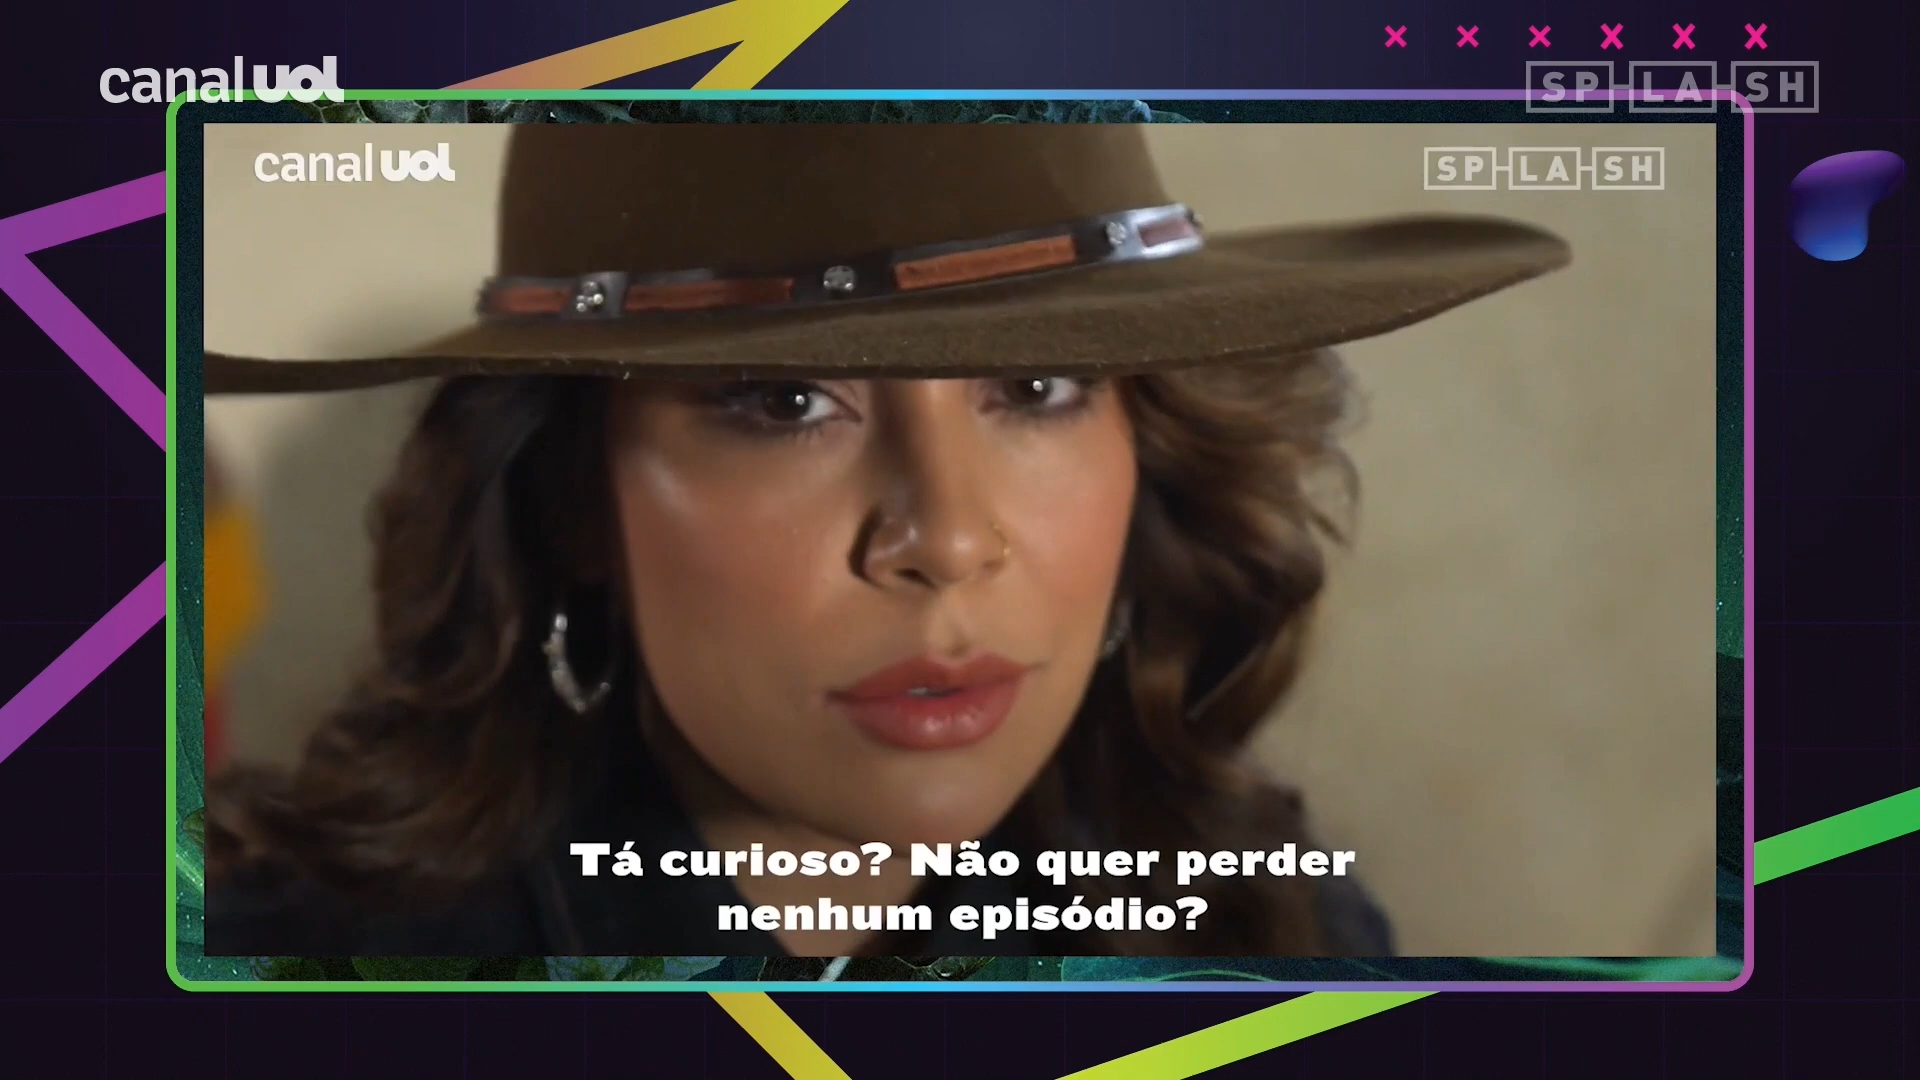 canal uol
SPLASH
canal uol
SPLASH
Tá curioso? Não quer perder
nenhum episódio?